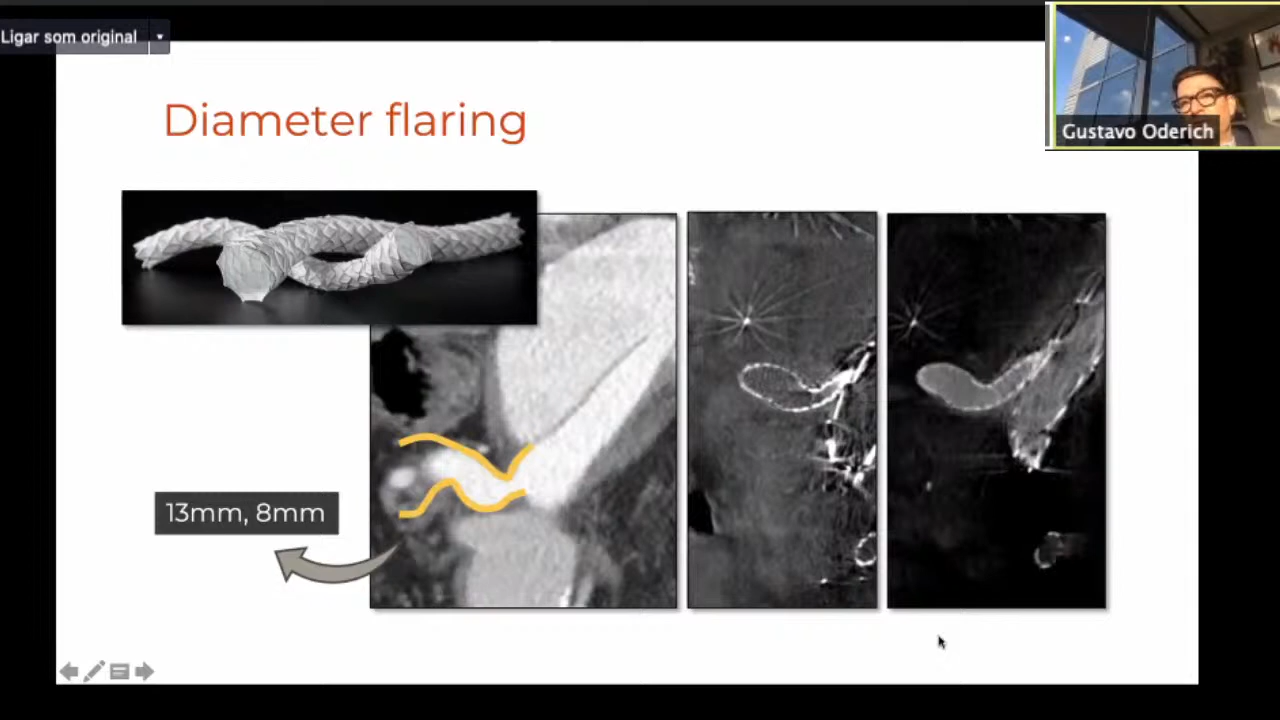 Ligar som original
Gustavo Oderich
Diameter flaring
13mm, 8mm